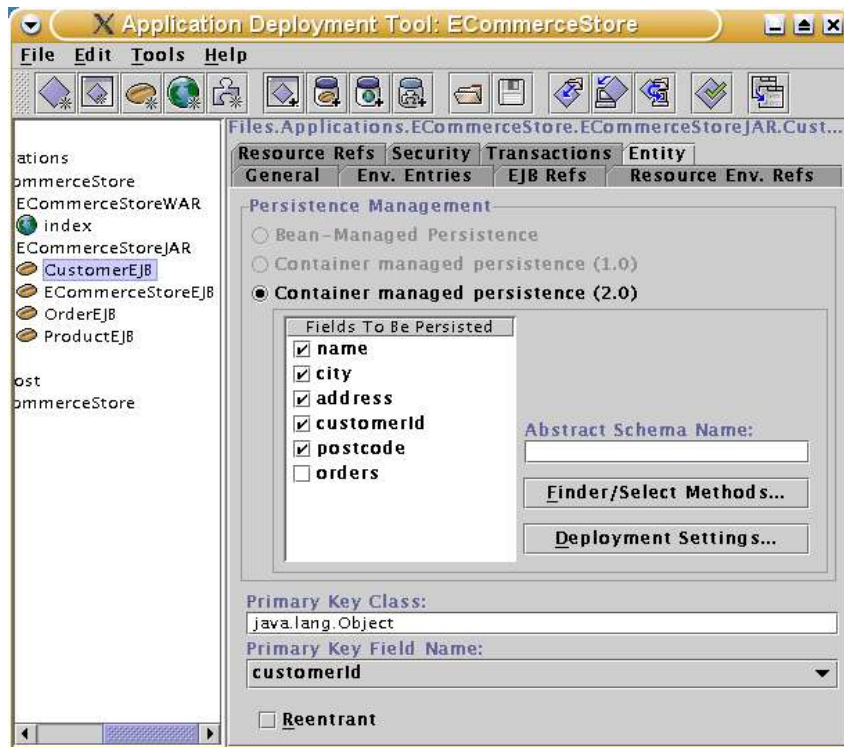 Application Deployment Tool: ECommerceStore
File Edit Tools Help
ations
ommerceStore
ECommerceStoreWAR
index
ECommerceStoreJAR
CustomerEJB
ECommerceStoreEJB
OrderEJB
ProductEJB
ost
ommerceStore
Files.Applications.ECommerceStore.ECommerceStoreJAR.Cust...
Resource Refs Security Transactions Entity
General Env. Entries EJB Refs Resource Env. Refs
Persistence Management
Bean-Managed Persistence
Container managed persistence (1.0)
Container managed persistence (2.0)
Fields To Be Persisted
name
city
address
customerId
postcode
orders
Abstract Schema Name:
Finder/Select Methods...
Deployment Settings...
Primary Key Class:
java.lang.Object
Primary Key Field Name:
customerId
Reentrant